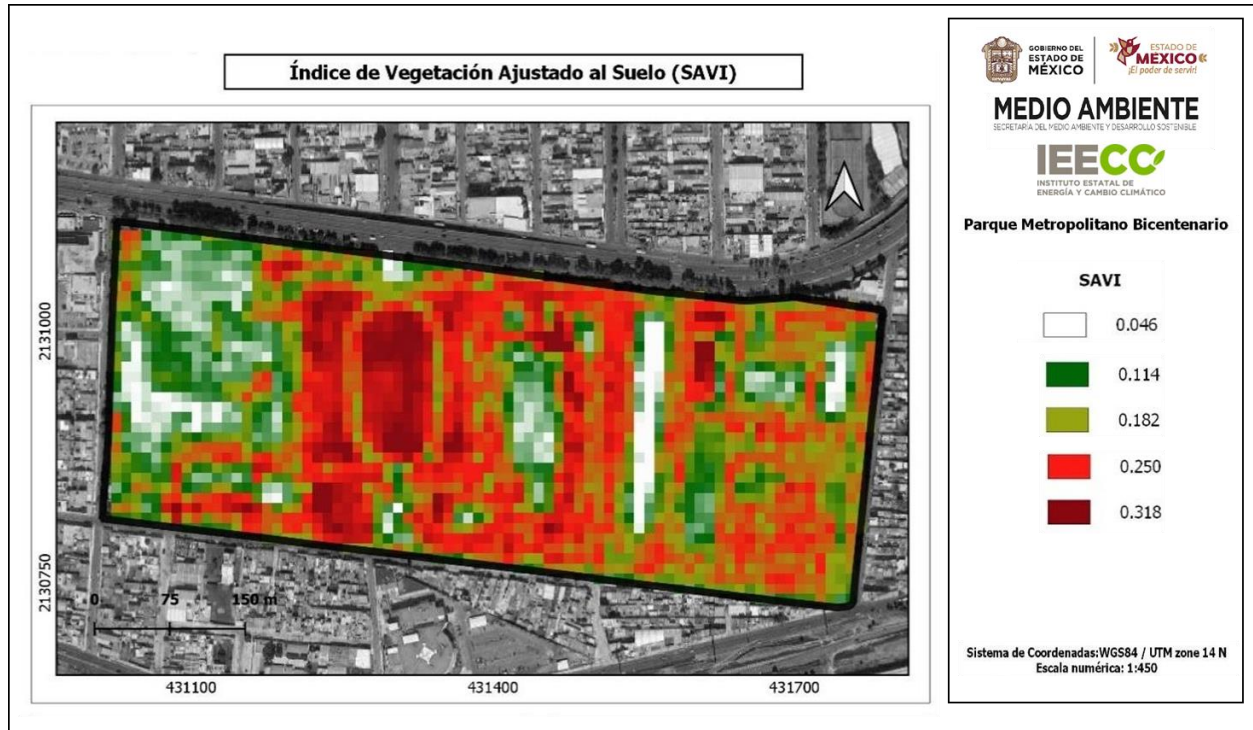 Índice de Vegetación Ajustado al Suelo (SAVI)
2131000
2130750
0 75 150 m
431100 431400 431700
GOBIERNO DEL
ESTADO DE
MÉXICO
ESTADO DE
MÉXICO
¡El poder de servir!
MEDIO AMBIENTE
SECRETARÍA DEL MEDIO AMBIENTE Y DESARROLLO SOSTENIBLE
IEECC
INSTITUTO ESTATAL DE
ENERGÍA Y CAMBIO CLIMÁTICO
Parque Metropolitano Bicentenario
SAVI
0.046
0.114
0.182
0.250
0.318
Sistema de Coordenadas:WGS84 / UTM zone 14 N
Escala numérica: 1:450